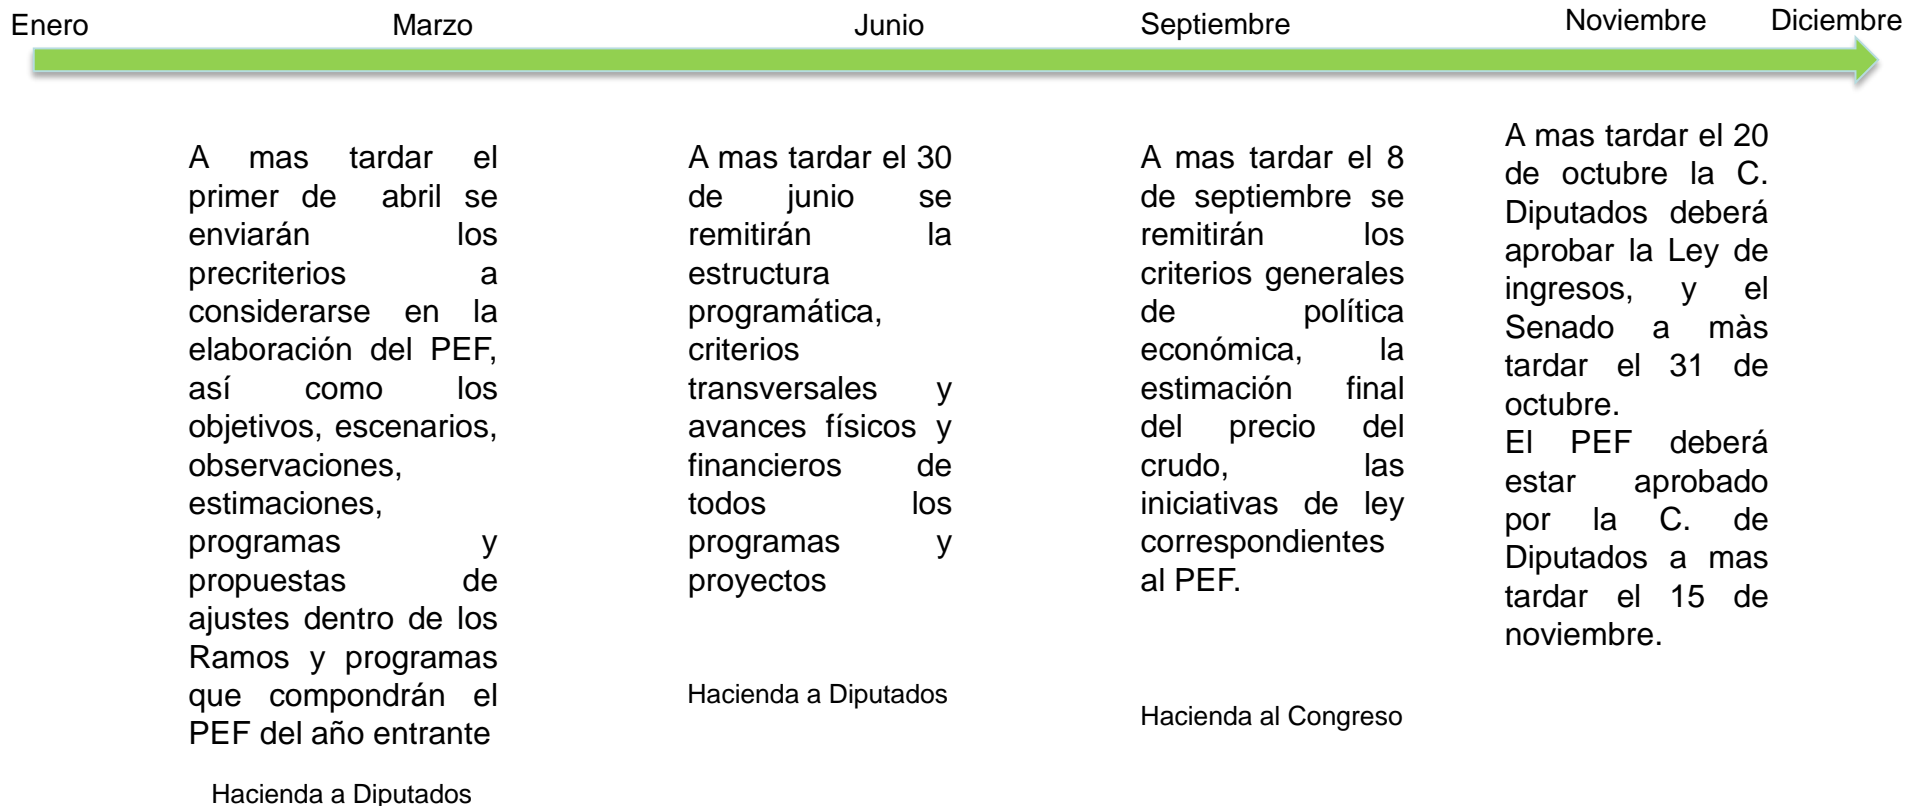 Enero Marzo Junio Septiembre Noviembre Diciembre
A mas tardar el
primer de abril se
enviarán los
precriterios a
considerarse en la
elaboración del PEF,
así como los
objetivos, escenarios,
observaciones,
estimaciones,
programas y
propuestas de
ajustes dentro de los
Ramos y programas
que compondrán el
PEF del año entrante
Hacienda a Diputados
A mas tardar el 30
de junio se
remitirán la
estructura
programática,
criterios
transversales y
avances físicos y
financieros de
todos los
programas y
proyectos
Hacienda a Diputados
A mas tardar el 8
de septiembre se
remitirán los
criterios generales
de política
económica, la
estimación final
del precio del
crudo, las
iniciativas de ley
correspondientes
al PEF.
Hacienda al Congreso
A mas tardar el 20
de octubre la C.
Diputados deberá
aprobar la Ley de
ingresos, y el
Senado a màs
tardar el 31 de
octubre.
El PEF deberá
estar aprobado
por la C. de
Diputados a mas
tardar el 15 de
noviembre.